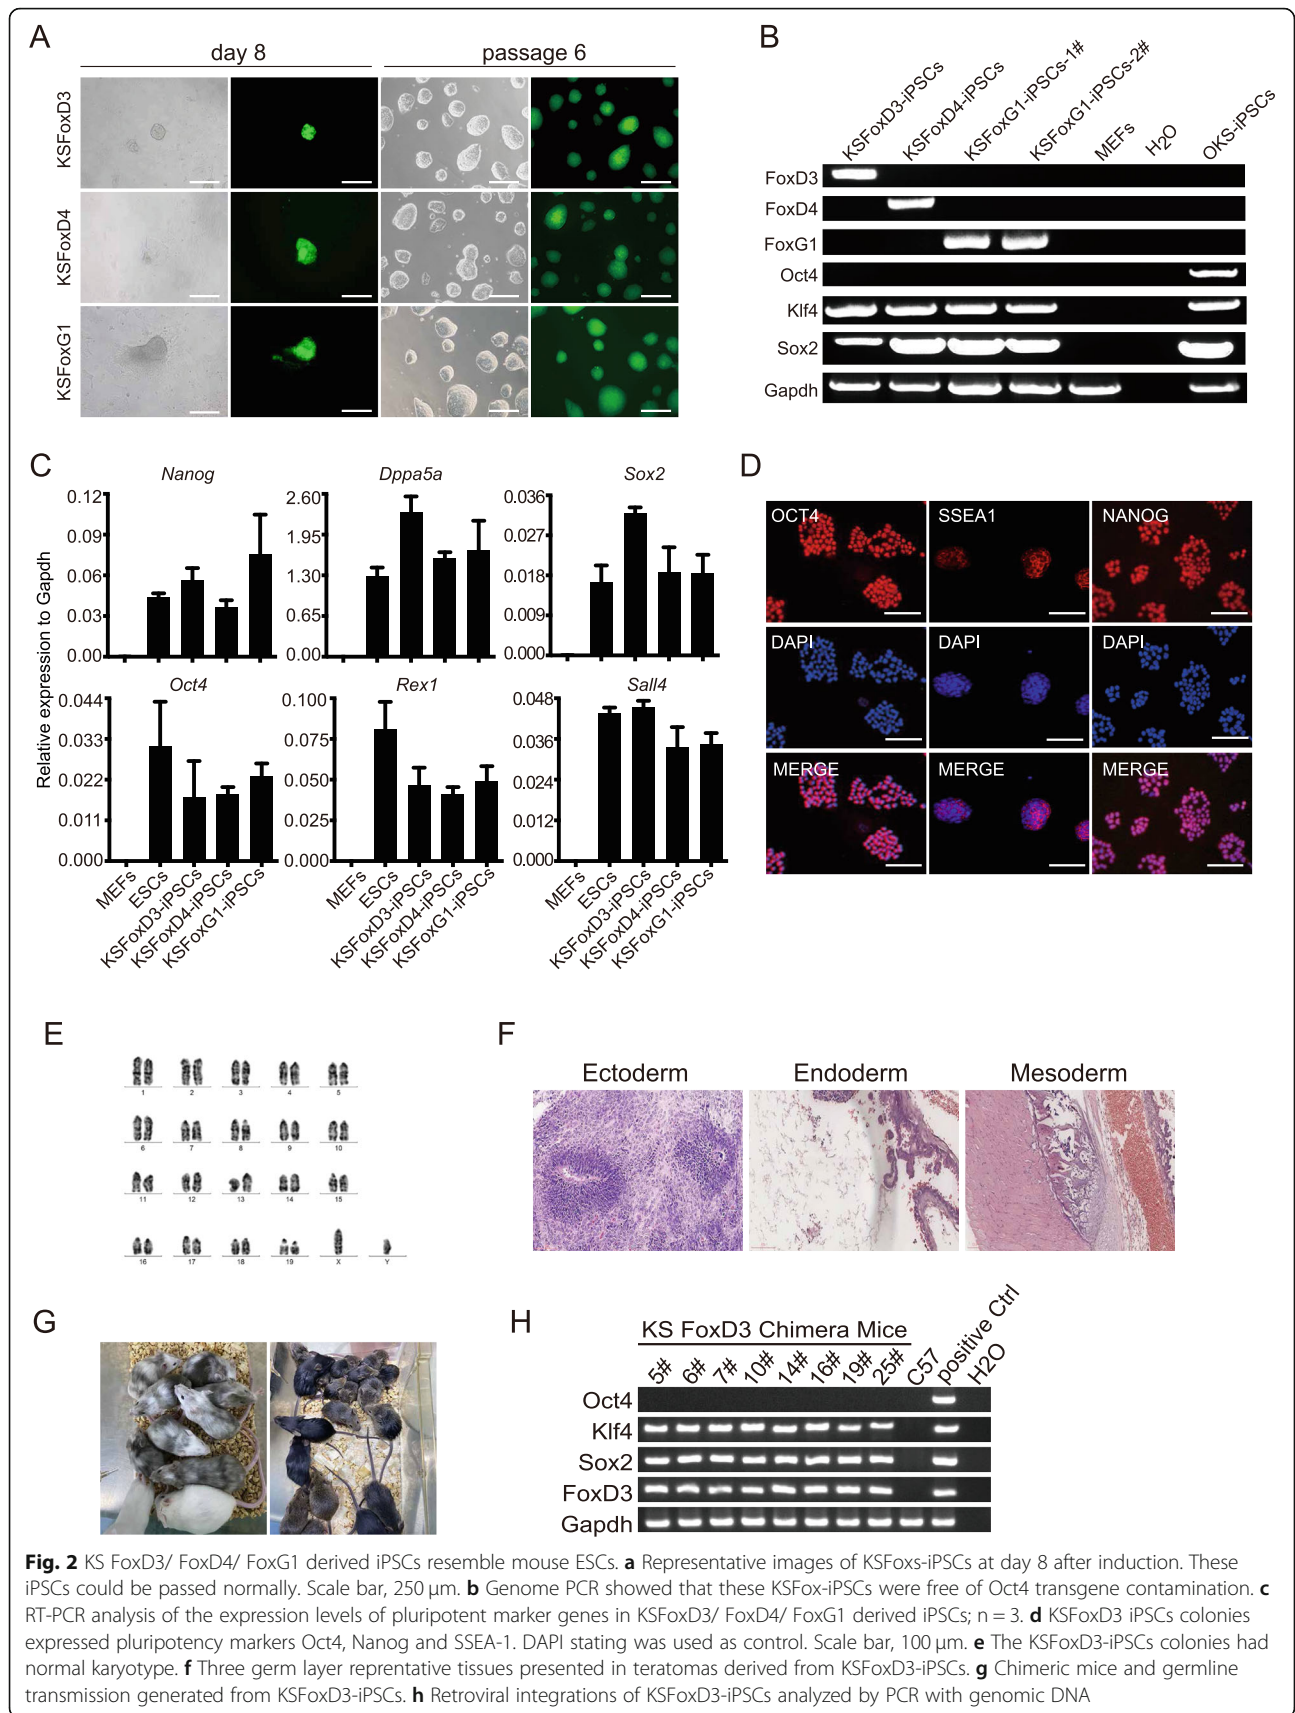 A
day 8
passage 6
KSFoxD3
KSFoxD4
KSFoxG1
B
KSFoxD3-iPSCs
KSFoxD4-iPSCs
KSFoxG1-iPSCs-1#
KSFoxG1-iPSCs-2#
MEFs
H2O
OKS-iPSCs
FoxD3
FoxD4
FoxG1
Oct4
Klf4
Sox2
Gapdh
C
Relative expression to Gapdh
Nanog
0.12
0.09
0.06
0.03
0.00
Dppa5a
2.60
1.95
1.30
0.65
0.00
Sox2
0.036
0.027
0.018
0.009
0.000
Oct4
0.044
0.033
0.022
0.011
0.000
MEFs
ESCs
KSFoxD3-iPSCs
KSFoxD4-iPSCs
KSFoxG1-iPSCs
Rex1
0.100
0.075
0.050
0.025
0.000
MEFs
ESCs
KSFoxD3-iPSCs
KSFoxD4-iPSCs
KSFoxG1-iPSCs
Sall4
0.048
0.036
0.024
0.012
0.000
MEFs
ESCs
KSFoxD3-iPSCs
KSFoxD4-iPSCs
KSFoxG1-iPSCs
D
OCT4 SSEA1 NANOG
DAPI DAPI DAPI
MERGE MERGE MERGE
E
1 2 3 4 5
6 7 8 9 10
11 12 13 14 15
16 17 18 19 X Y
F
Ectoderm Endoderm Mesoderm
G
H
KS FoxD3 Chimera Mice
5# 6# 7# 10# 14# 16# 19# 25# C57 positive Ctrl H2O
Oct4
Klf4
Sox2
FoxD3
Gapdh
Fig. 2 KS FoxD3/ FoxD4/ FoxG1 derived iPSCs resemble mouse ESCs. a Representative images of KSFoxs-iPSCs at day 8 after induction. These
iPSCs could be passed normally. Scale bar, 250 μm. b Genome PCR showed that these KSFox-iPSCs were free of Oct4 transgene contamination. c
RT-PCR analysis of the expression levels of pluripotent marker genes in KSFoxD3/ FoxD4/ FoxG1 derived iPSCs; n = 3. d KSFoxD3 iPSCs colonies
expressed pluripotency markers Oct4, Nanog and SSEA-1. DAPI stating was used as control. Scale bar, 100 μm. e The KSFoxD3-iPSCs colonies had
normal karyotype. f Three germ layer reprentative tissues presented in teratomas derived from KSFoxD3-iPSCs. g Chimeric mice and germline
transmission generated from KSFoxD3-iPSCs. h Retroviral integrations of KSFoxD3-iPSCs analyzed by PCR with genomic DNA